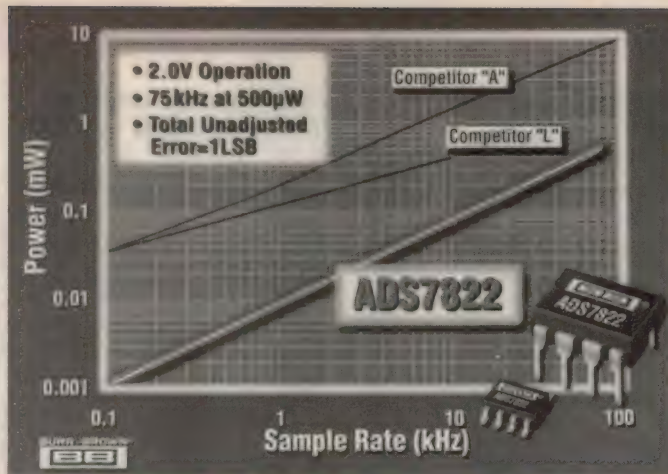 10
1
0.1
0.01
0.001
Power (mW)
• 2.0V Operation
• 75kHz at 500µW
• Total Unadjusted
Error=1LSB
Competitor "A"
Competitor "L"
ADS7822
ADS7822
0.1
1
10
100
Sample Rate (kHz)
BURR-BROWN
BB